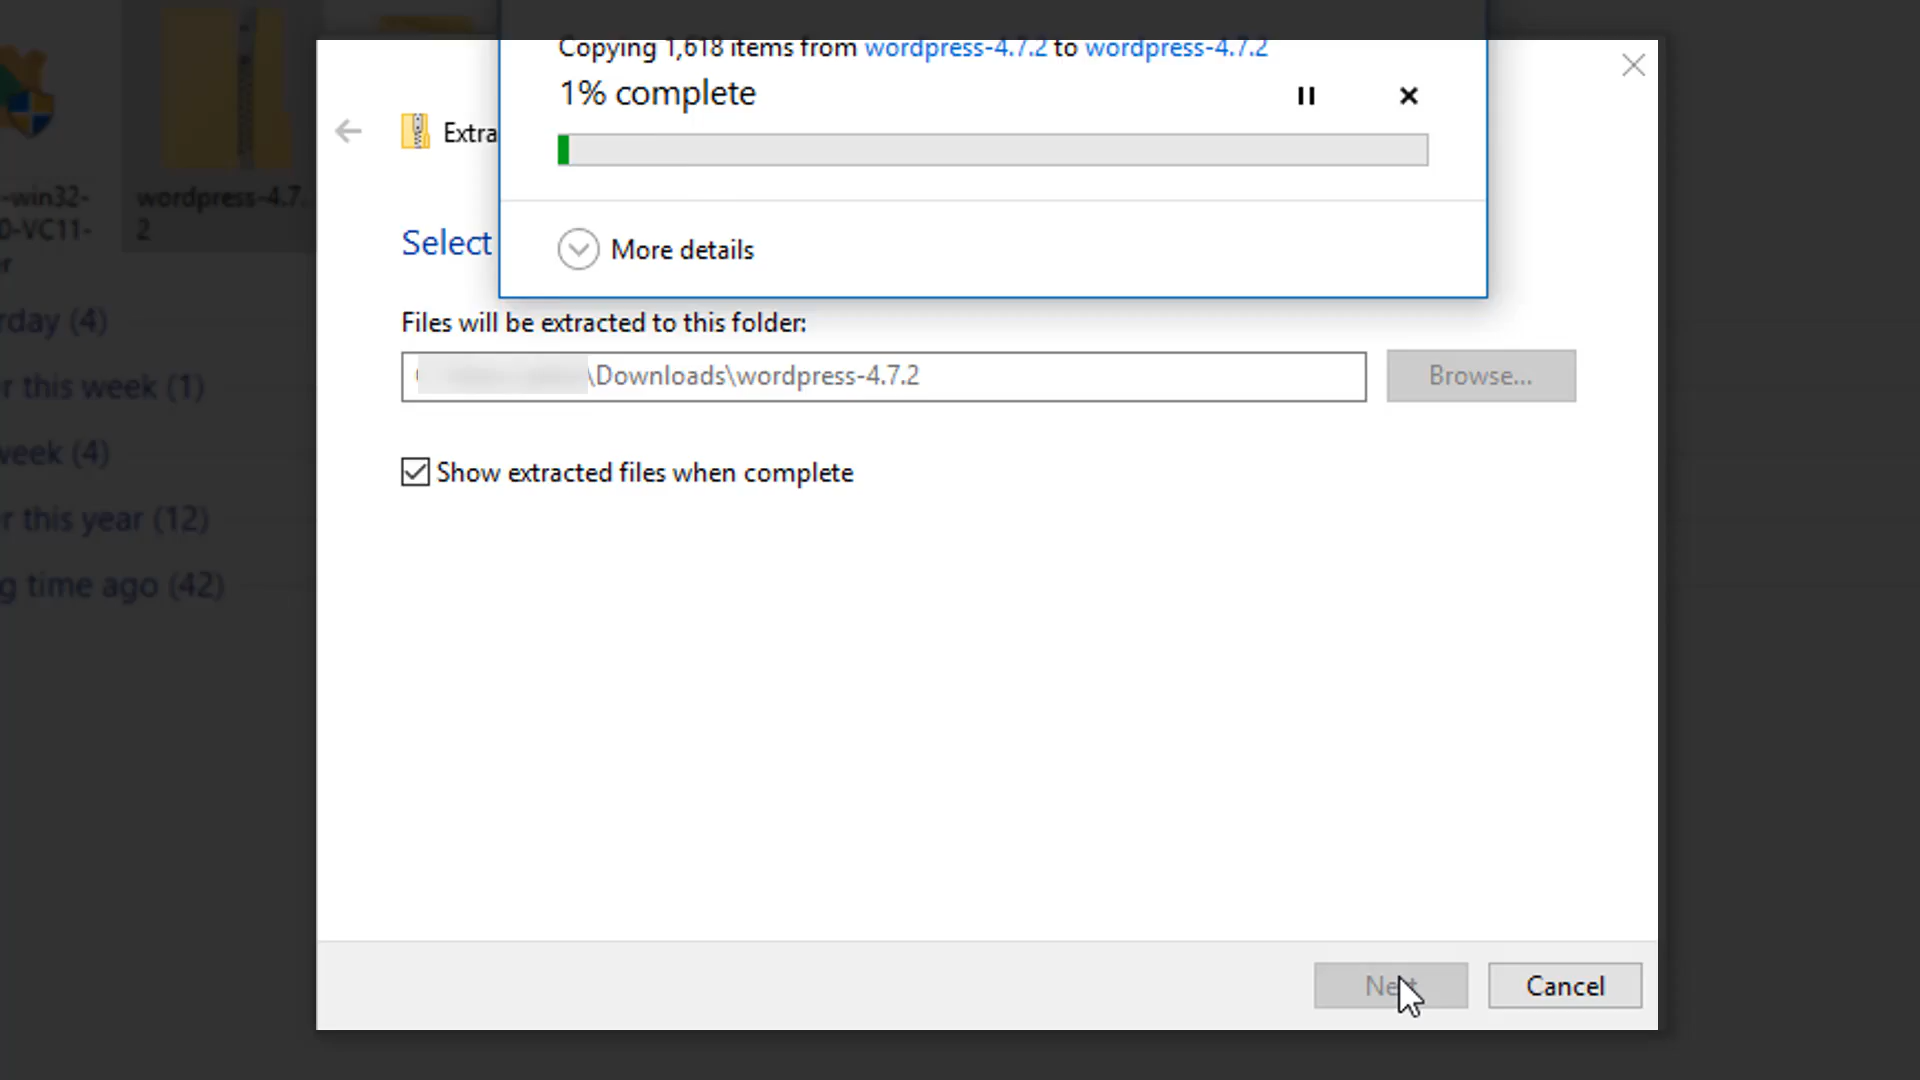 Copying 1,618 items from wordpress-4.7.2 to wordpress-4.7.2
1% complete
Extra
-win32-
0-VC11-
r
wordpress-4.7.
2
Select
More details
Files will be extracted to this folder:
\Downloads\wordpress-4.7.2
Browse...
Show extracted files when complete
rday (4)
r this week (1)
week (4)
r this year (12)
g time ago (42)
Next
Cancel